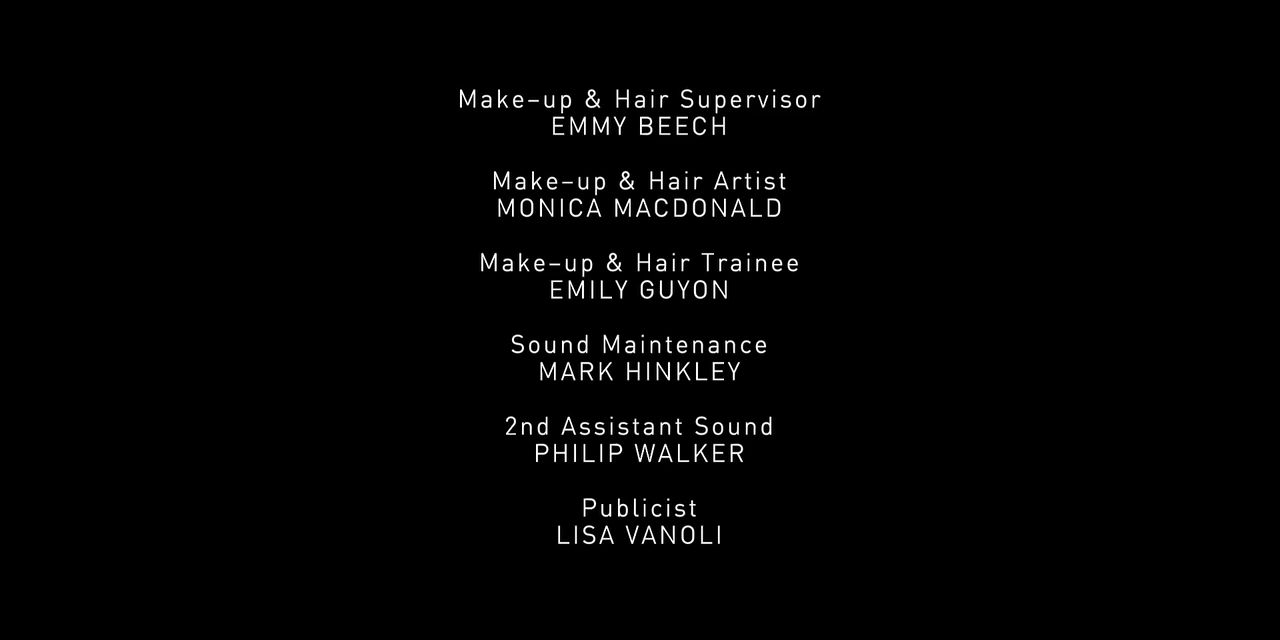 Make-up & Hair Supervisor
EMMY BEECH
Make-up & Hair Artist
MONICA MACDONALD
Make-up & Hair Trainee
EMILY GUYON
Sound Maintenance
MARK HINKLEY
2nd Assistant Sound
PHILIP WALKER
Publicist
LISA VANOLI